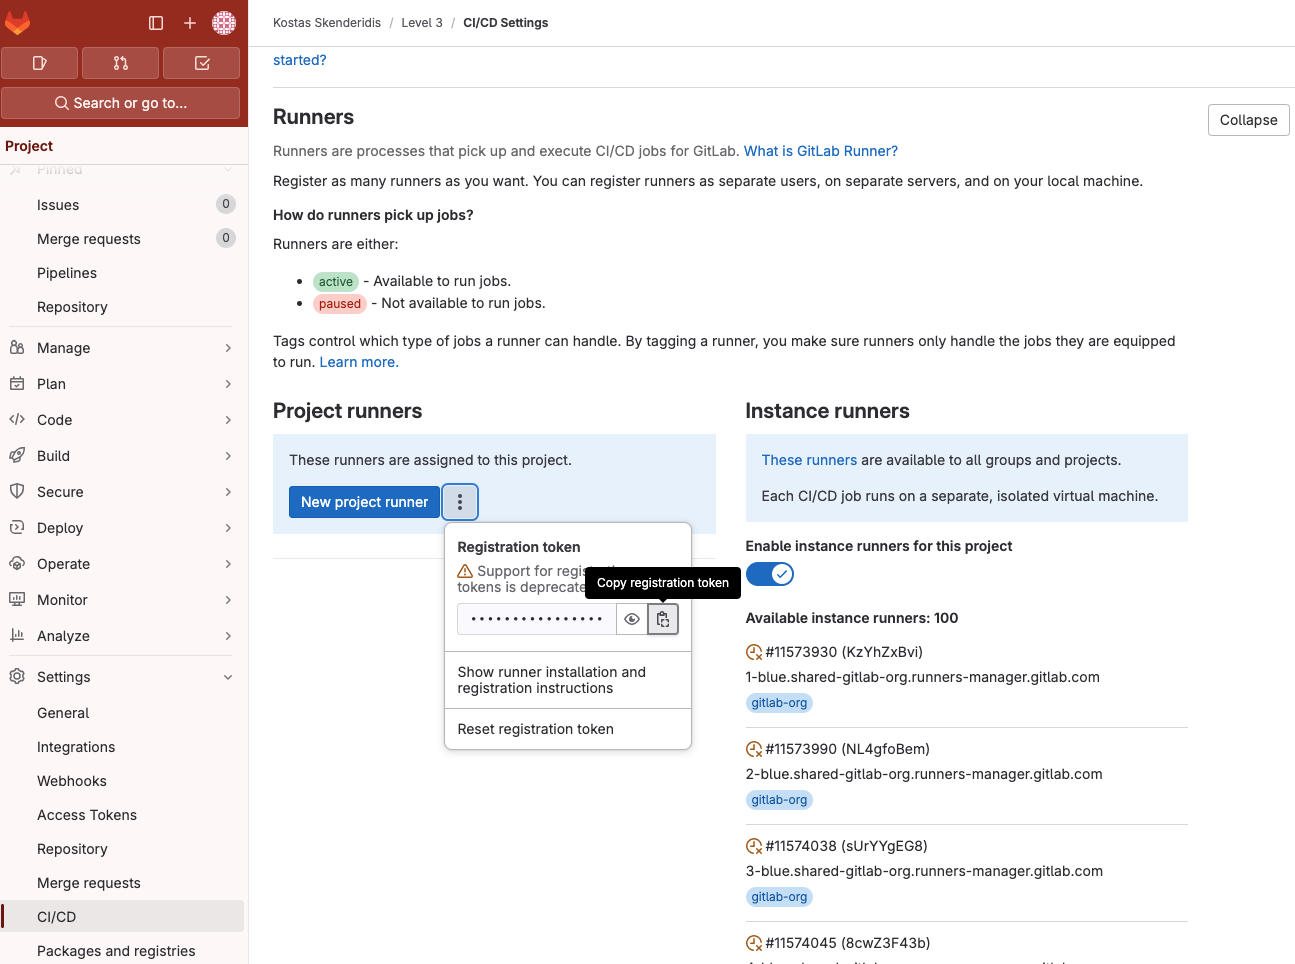 Search or go to...
Project
Pinned
Issues 0
Merge requests 0
Pipelines
Repository
Manage
Plan
Code
Build
Secure
Deploy
Operate
Monitor
Analyze
Settings
General
Integrations
Webhooks
Access Tokens
Repository
Merge requests
CI/CD
Packages and registries
Kostas Skenderidis / Level 3 / CI/CD Settings
started?
Runners
Collapse
Runners are processes that pick up and execute CI/CD jobs for GitLab. What is GitLab Runner?
Register as many runners as you want. You can register runners as separate users, on separate servers, and on your local machine.
How do runners pick up jobs?
Runners are either:
• active - Available to run jobs.
• paused - Not available to run jobs.
Tags control which type of jobs a runner can handle. By tagging a runner, you make sure runners only handle the jobs they are equipped
to run. Learn more.
Project runners
These runners are assigned to this project.
New project runner
Registration token
Support for
tokens is
Copy registration token
Show runner installation and
registration instructions
Reset registration token
Instance runners
These runners are available to all groups and projects.
Each CI/CD job runs on a separate, isolated virtual machine.
Enable instance runners for this project
Available instance runners: 100
#11573930 (KzYhZxBvi)
1-blue.shared-gitlab-org.runners-manager.gitlab.com
gitlab-org
#11573990 (NL4gfoBem)
2-blue.shared-gitlab-org.runners-manager.gitlab.com
gitlab-org
#11574038 (sUrYYgEG8)
3-blue.shared-gitlab-org.runners-manager.gitlab.com
gitlab-org
#11574045 (8cwZ3F43b)